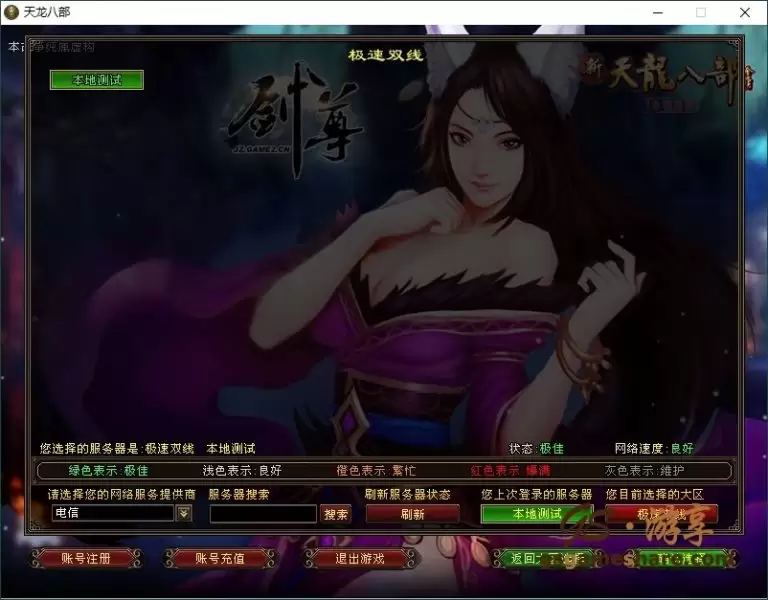 天龙八部
极速双线
本地测试
剑尊
JZ.GAMEZ.CN
新天龍八部
您选择的服务器是:极速双线 本地测试
状态:极佳
网络速度:良好
绿色表示:极佳 浅色表示:良好 橙色表示:繁忙 红色表示:爆满 灰色表示:维护
请选择您的网络服务提供商 服务器搜索 刷新服务器状态 您上次登录的服务器 您目前选择的大区
电信 搜索 刷新 本地测试
游享
账号注册 账号充值 退出游戏